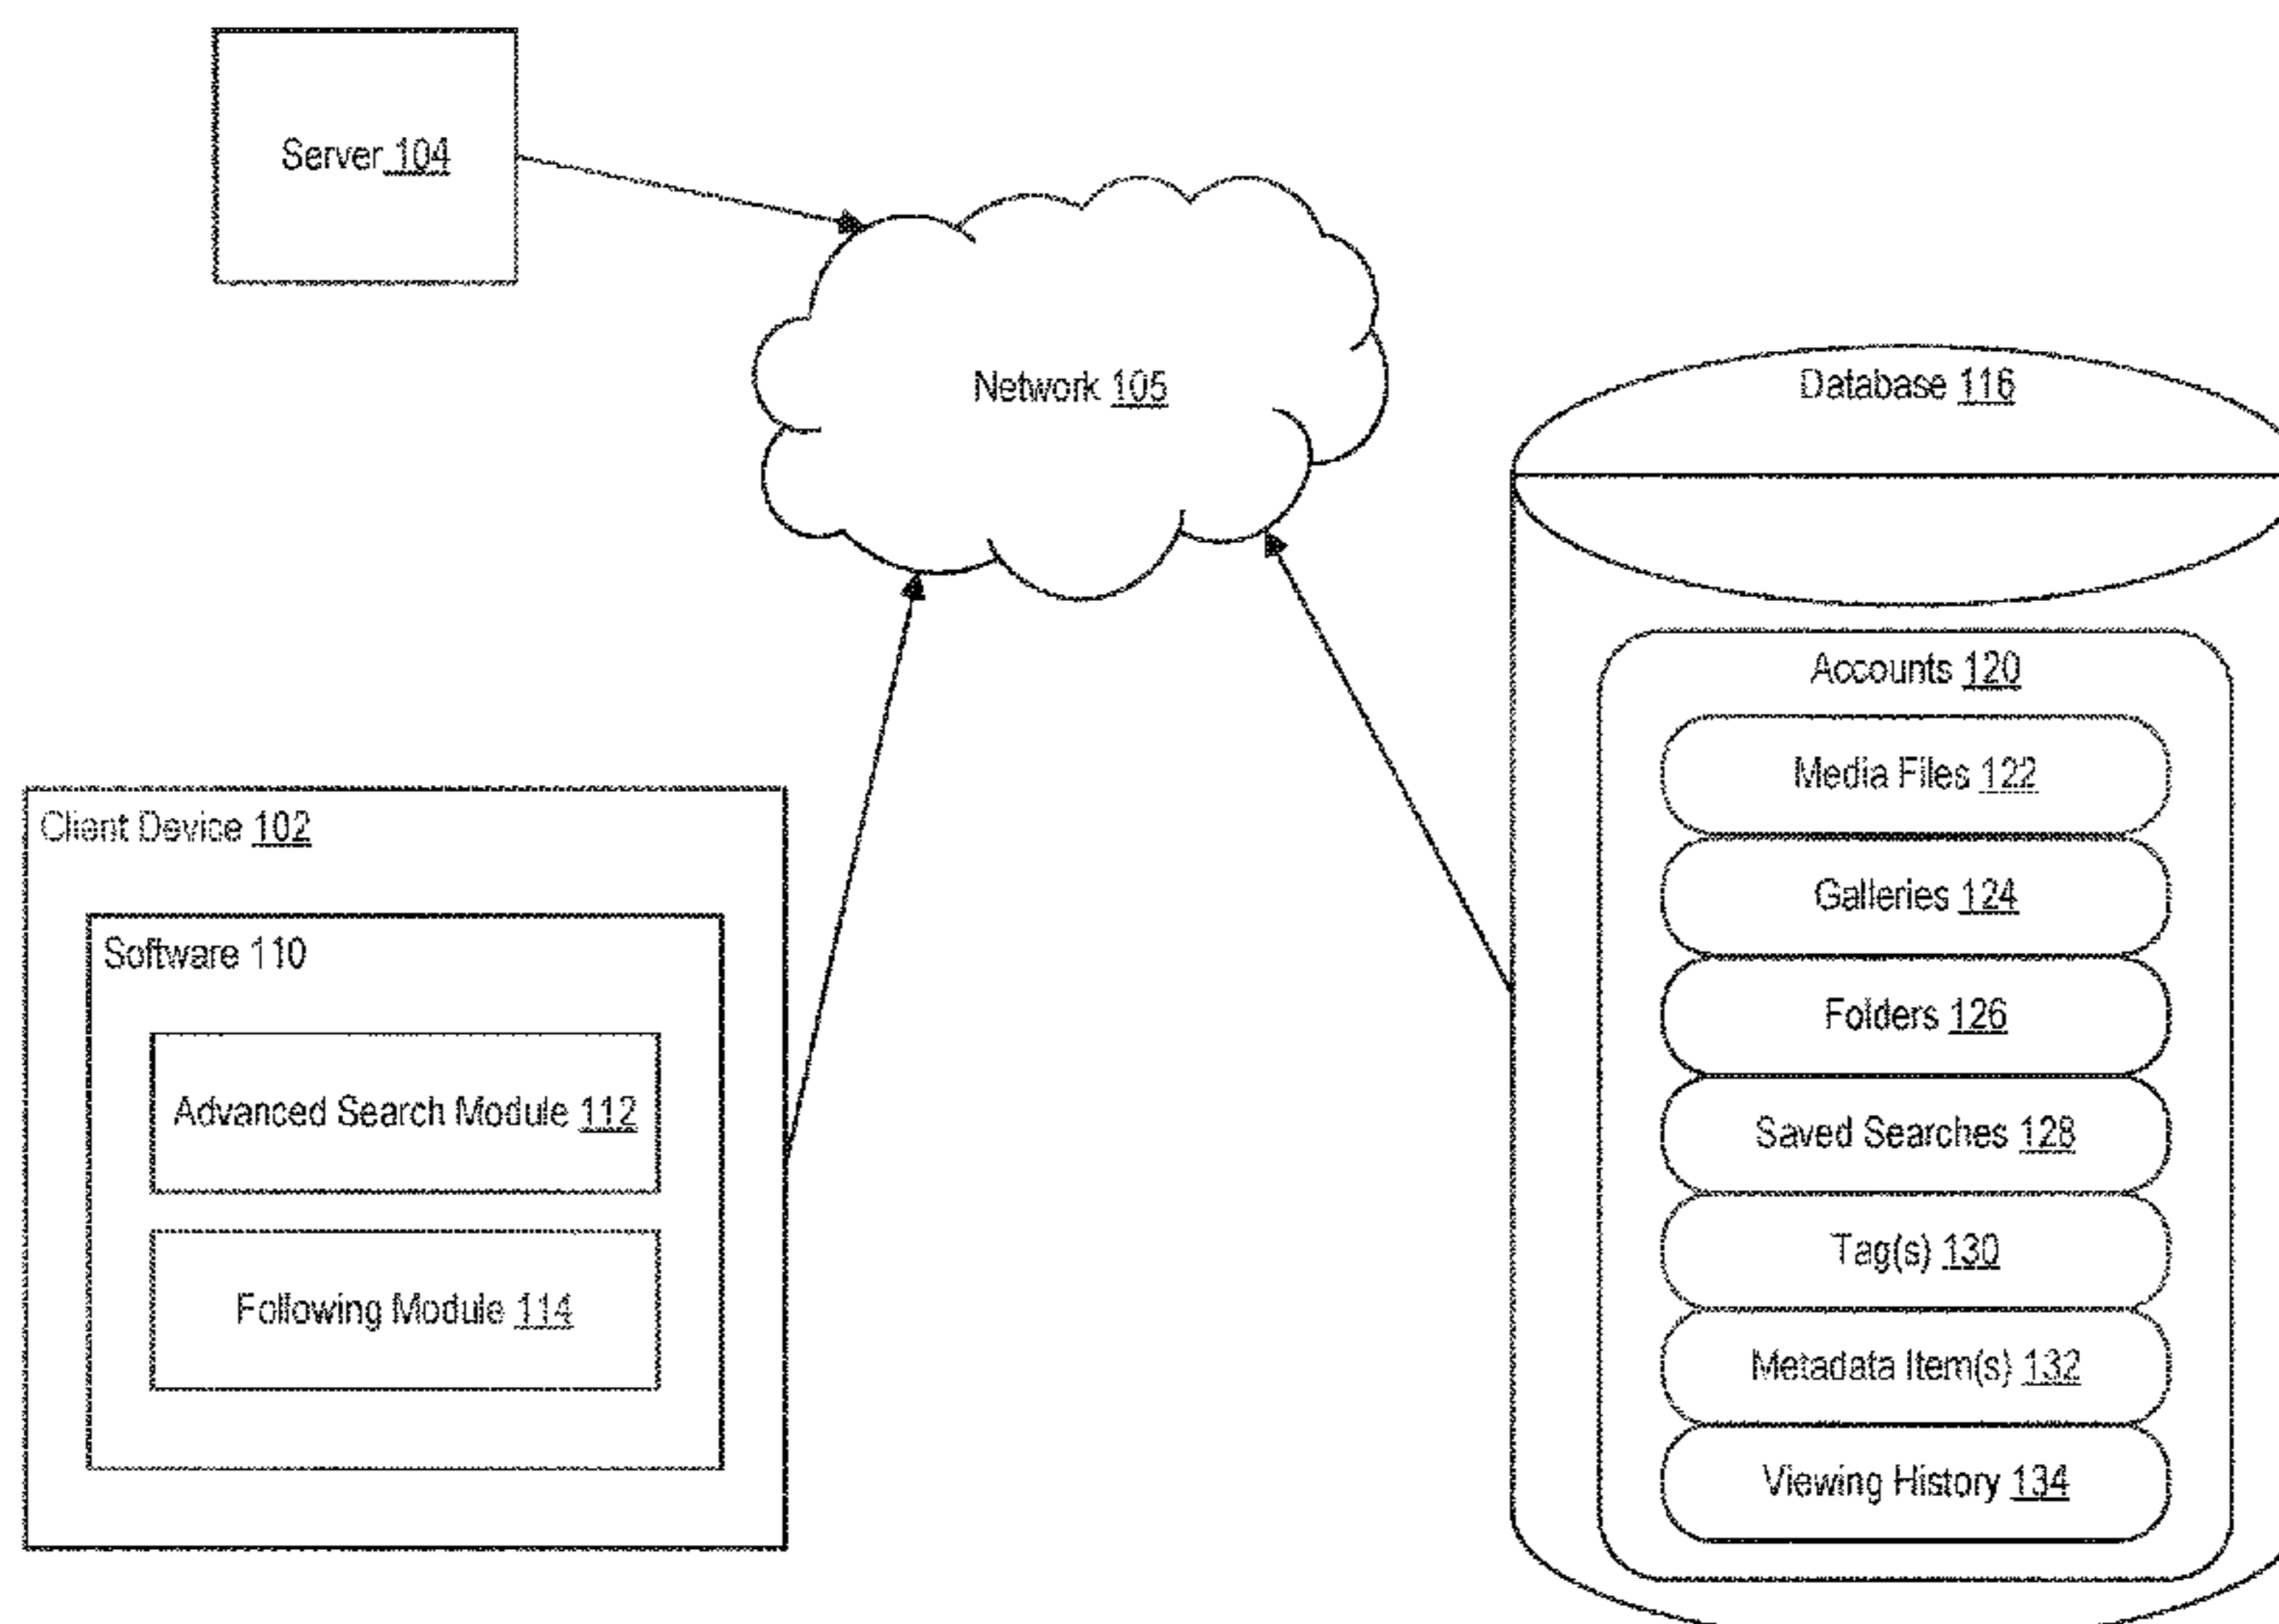 Server 104
Network 105
Database 116
Accounts 120
Media Files 122
Galleries 124
Folders 126
Saved Searches 128
Tag(s) 130
Metadata Item(s) 132
Viewing History 134
Client Device 102
Software 110
Advanced Search Module 112
Following Module 114